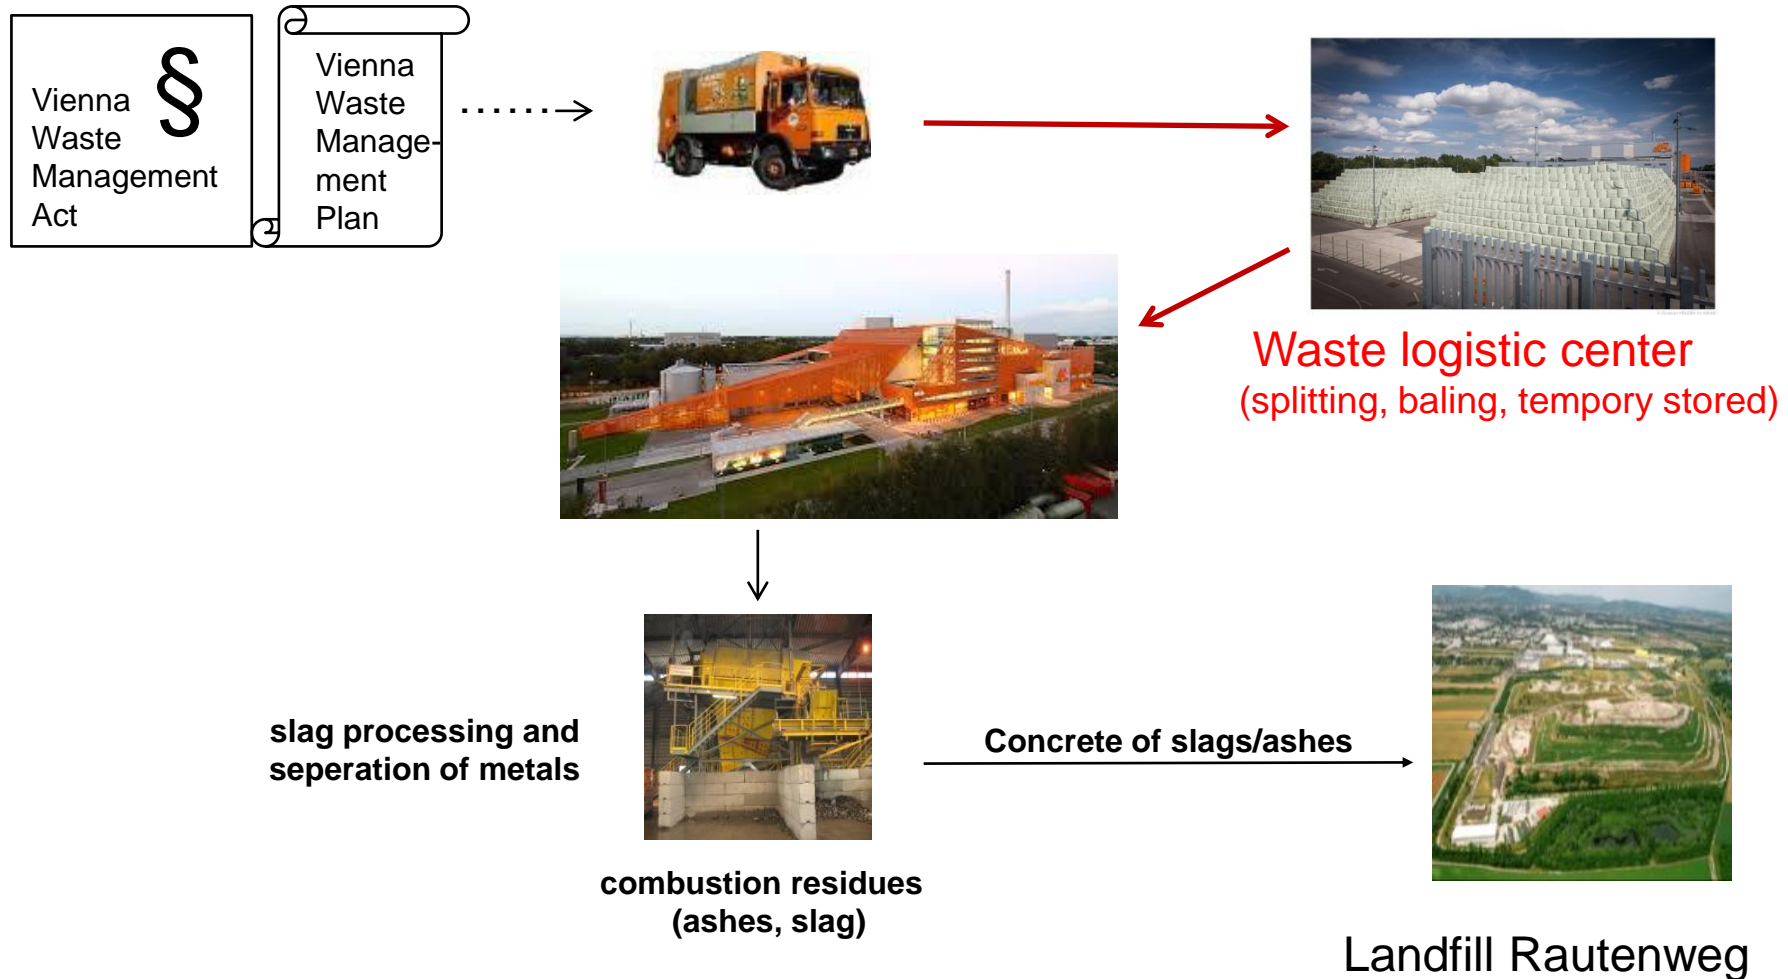 Vienna
Waste
Management
Act
§
Vienna
Waste
Manage-
ment
Plan
Waste logistic center
(splitting, baling, tempory stored)
slag processing and
seperation of metals
Concrete of slags/ashes
combustion residues
(ashes, slag)
Landfill Rautenweg